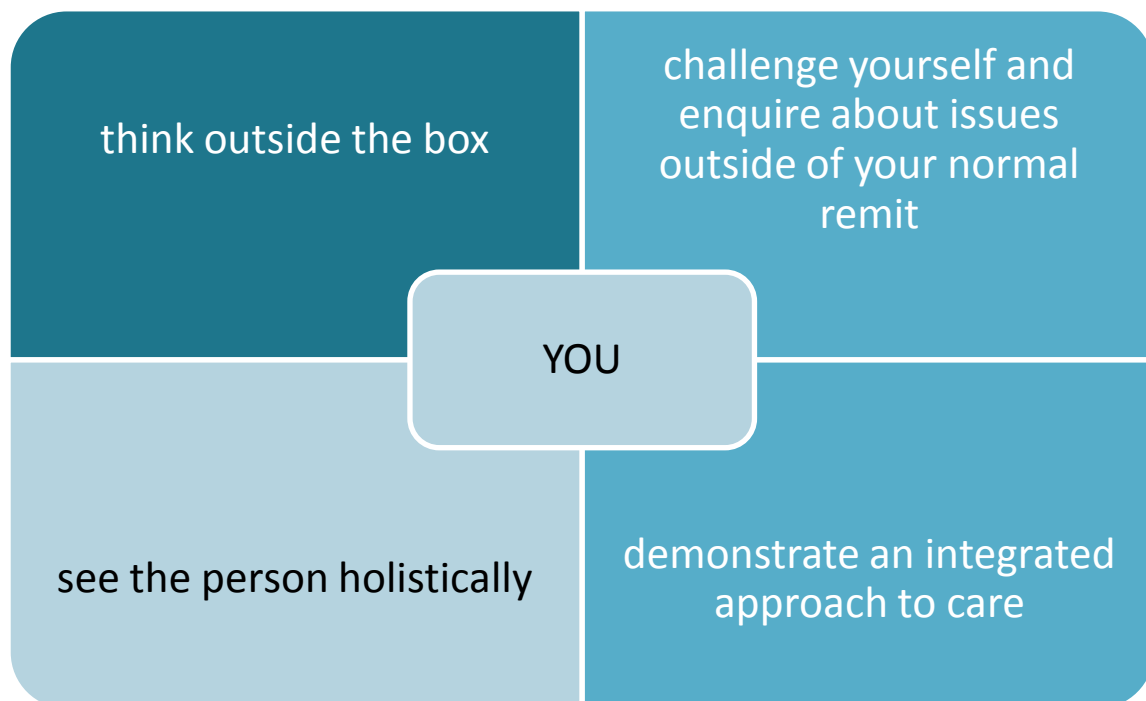 think outside the box
challenge yourself and
enquire about issues
outside of your normal
remit
YOU
see the person holistically
demonstrate an integrated
approach to care